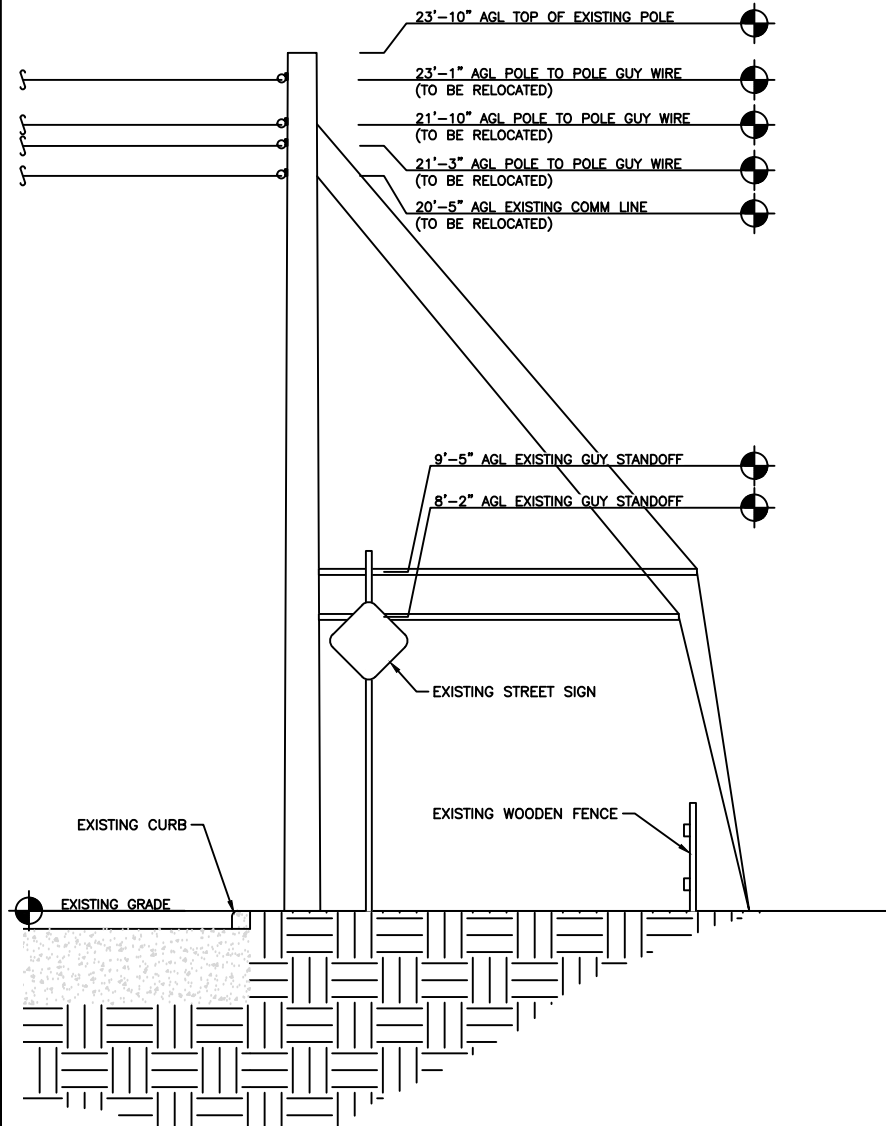 23'-10" AGL TOP OF EXISTING POLE
23'-1" AGL POLE TO POLE GUY WIRE
(TO BE RELOCATED)
21'-10" AGL POLE TO POLE GUY WIRE
(TO BE RELOCATED)
21'-3" AGL POLE TO POLE GUY WIRE
(TO BE RELOCATED)
20'-5" AGL EXISTING COMM LINE
(TO BE RELOCATED)
9'-5" AGL EXISTING GUY STANDOFF
8'-2" AGL EXISTING GUY STANDOFF
EXISTING STREET SIGN
EXISTING WOODEN FENCE
EXISTING CURB
EXISTING GRADE